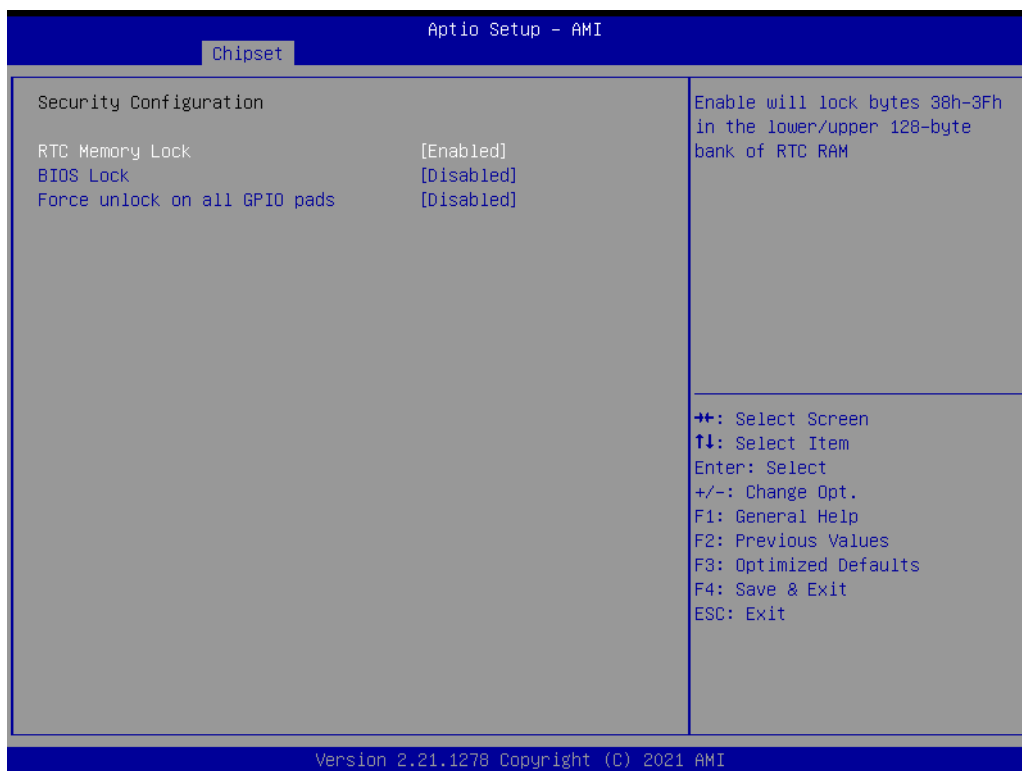 Aptio Setup – AMI
Chipset
Security Configuration
RTC Memory Lock [Enabled]
BIOS Lock [Disabled]
Force unlock on all GPIO pads [Disabled]
Enable will lock bytes 38h-3Fh
in the lower/upper 128-byte
bank of RTC RAM
→←: Select Screen
↑↓: Select Item
Enter: Select
+/-: Change Opt.
F1: General Help
F2: Previous Values
F3: Optimized Defaults
F4: Save & Exit
ESC: Exit
Version 2.21.1278 Copyright (C) 2021 AMI